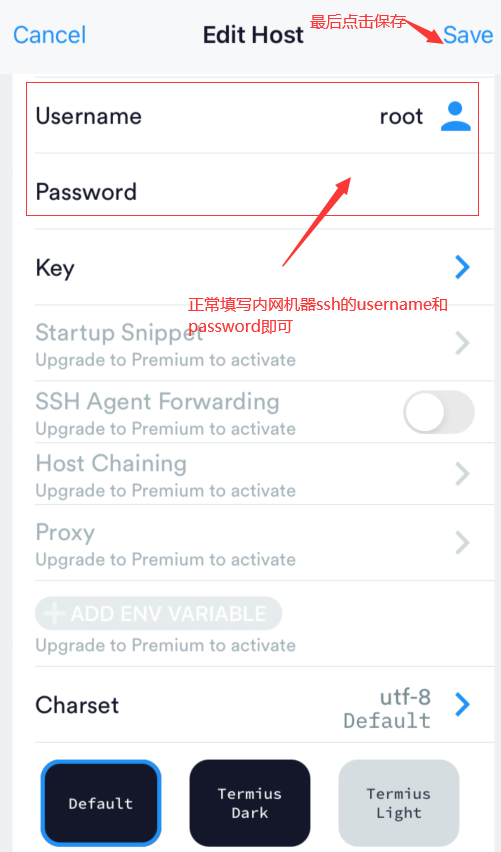 最后点击保存
Cancel Edit Host Save
Username root
Password
Key
正常填写内网机器ssh的username和
password即可
Startup Snippet
Upgrade to Premium to activate
SSH Agent Forwarding
Upgrade to Premium to activate
Host Chaining
Upgrade to Premium to activate
Proxy
Upgrade to Premium to activate
+ ADD ENV VARIABLE
Upgrade to Premium to activate
Charset utf-8
Default
Default
Termius
Dark
Termius
Light